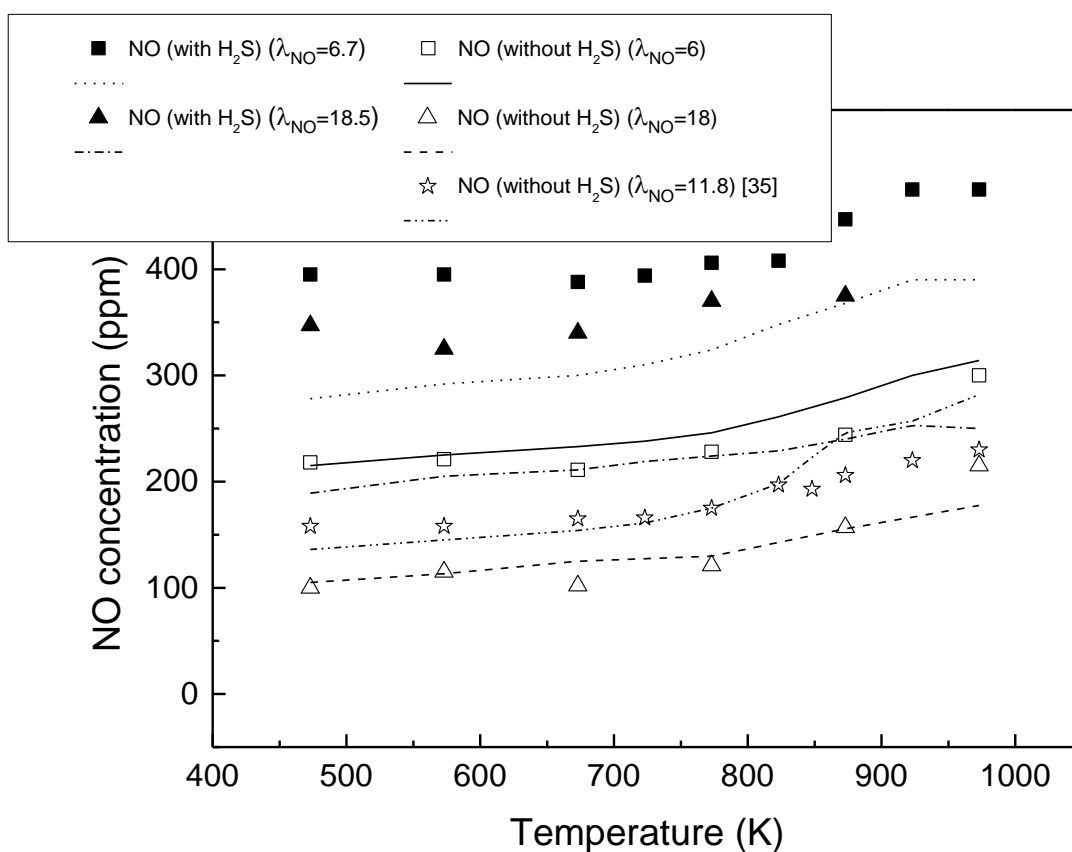 NO (with H₂S) (λNO=6.7)
NO (without H₂S) (λNO=6)
NO (with H₂S) (λNO=18.5)
NO (without H₂S) (λNO=18)
NO (without H₂S) (λNO=11.8) [35]
NO concentration (ppm)
400
300
200
100
0
400 500 600 700 800 900 1000
Temperature (K)